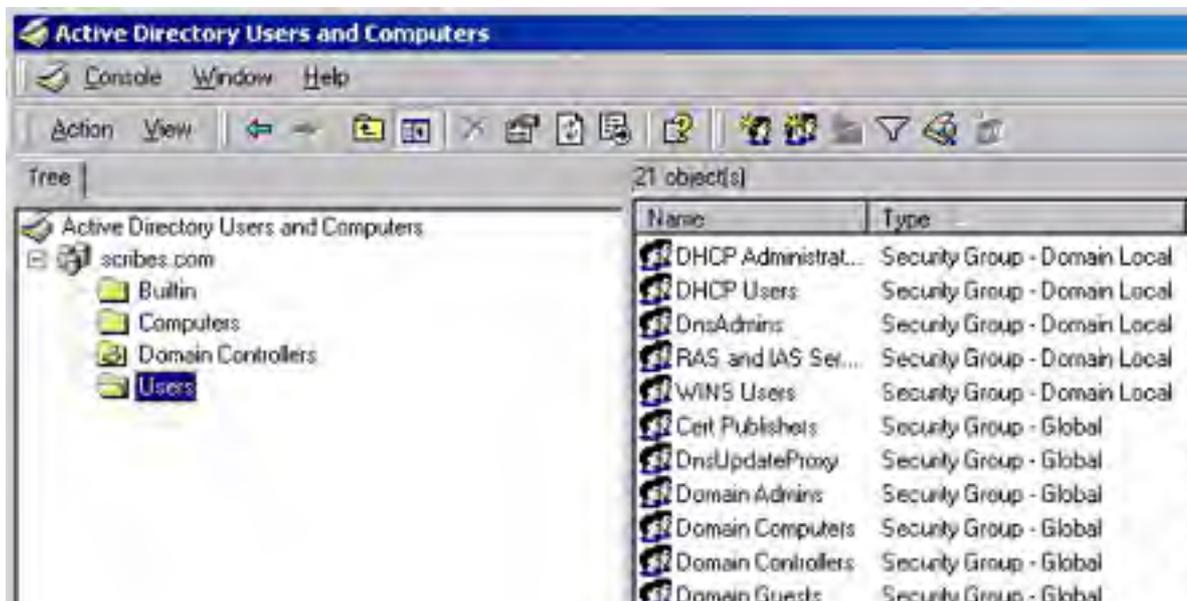 Active Directory Users and Computers
Console Window Help
Action View
Tree
21 object(s)
Active Directory Users and Computers
scribes.com
Builtin
Computers
Domain Controllers
Users
Name Type
DHCP Administrat... Security Group - Domain Local
DHCP Users Security Group - Domain Local
DnsAdmins Security Group - Domain Local
RAS and IAS Ser... Security Group - Domain Local
WINS Users Security Group - Domain Local
Cert Publishers Security Group - Global
DnsUpdateProxy Security Group - Global
Domain Admins Security Group - Global
Domain Computers Security Group - Global
Domain Controllers Security Group - Global
Domain Guests Security Group - Global